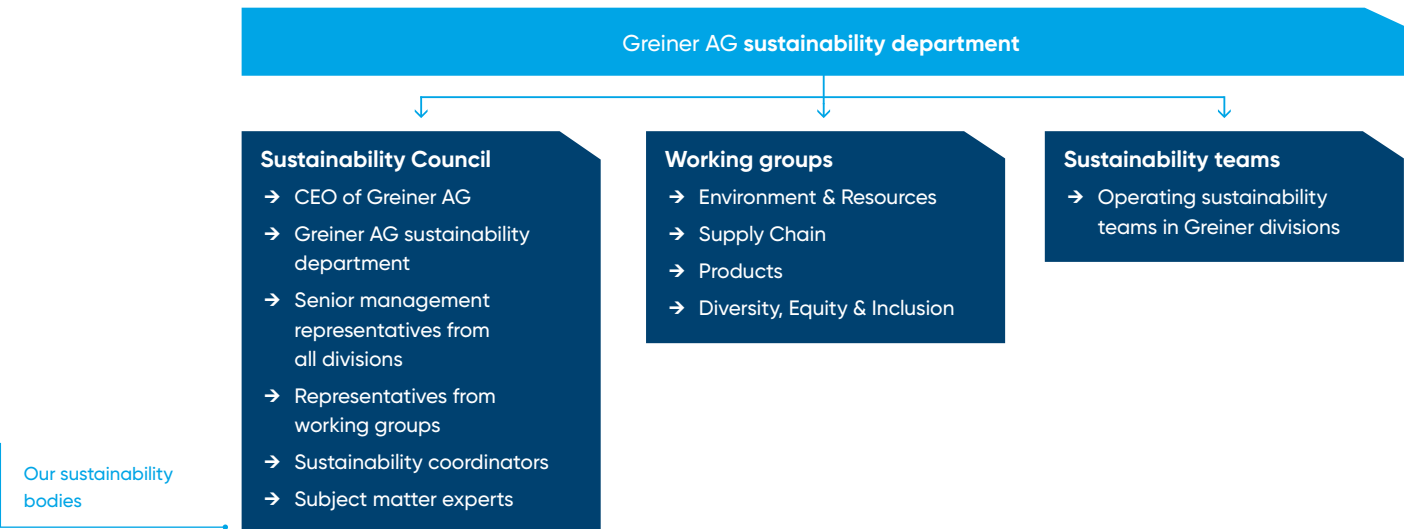 Greiner AG sustainability department
Sustainability Council
→ CEO of Greiner AG
→ Greiner AG sustainability
department
→ Senior management
representatives from
all divisions
→ Representatives from
working groups
→ Sustainability coordinators
→ Subject matter experts
Working groups
→ Environment & Resources
→ Supply Chain
→ Products
→ Diversity, Equity & Inclusion
Sustainability teams
→ Operating sustainability
teams in Greiner divisions
Our sustainability
bodies